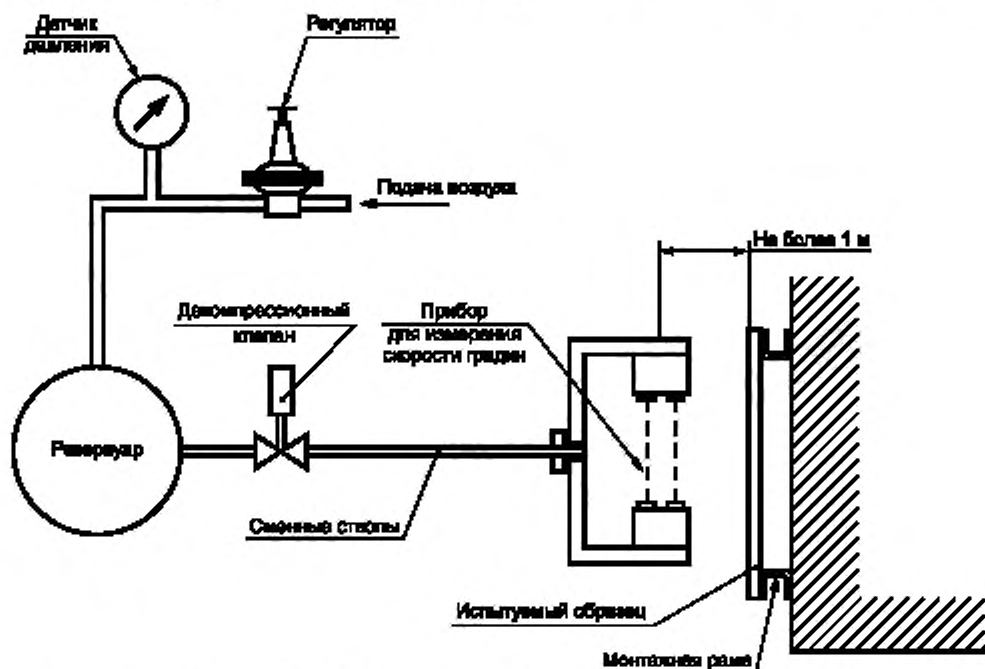 Датчик
давления
Регулятор
Подача воздуха
Не более 1 м
Декомпрессионный
клапан
Прибор
для измерения
скорости градин
Резервуар
Сменные стволы
Испытуемый образец
Монтажная рама